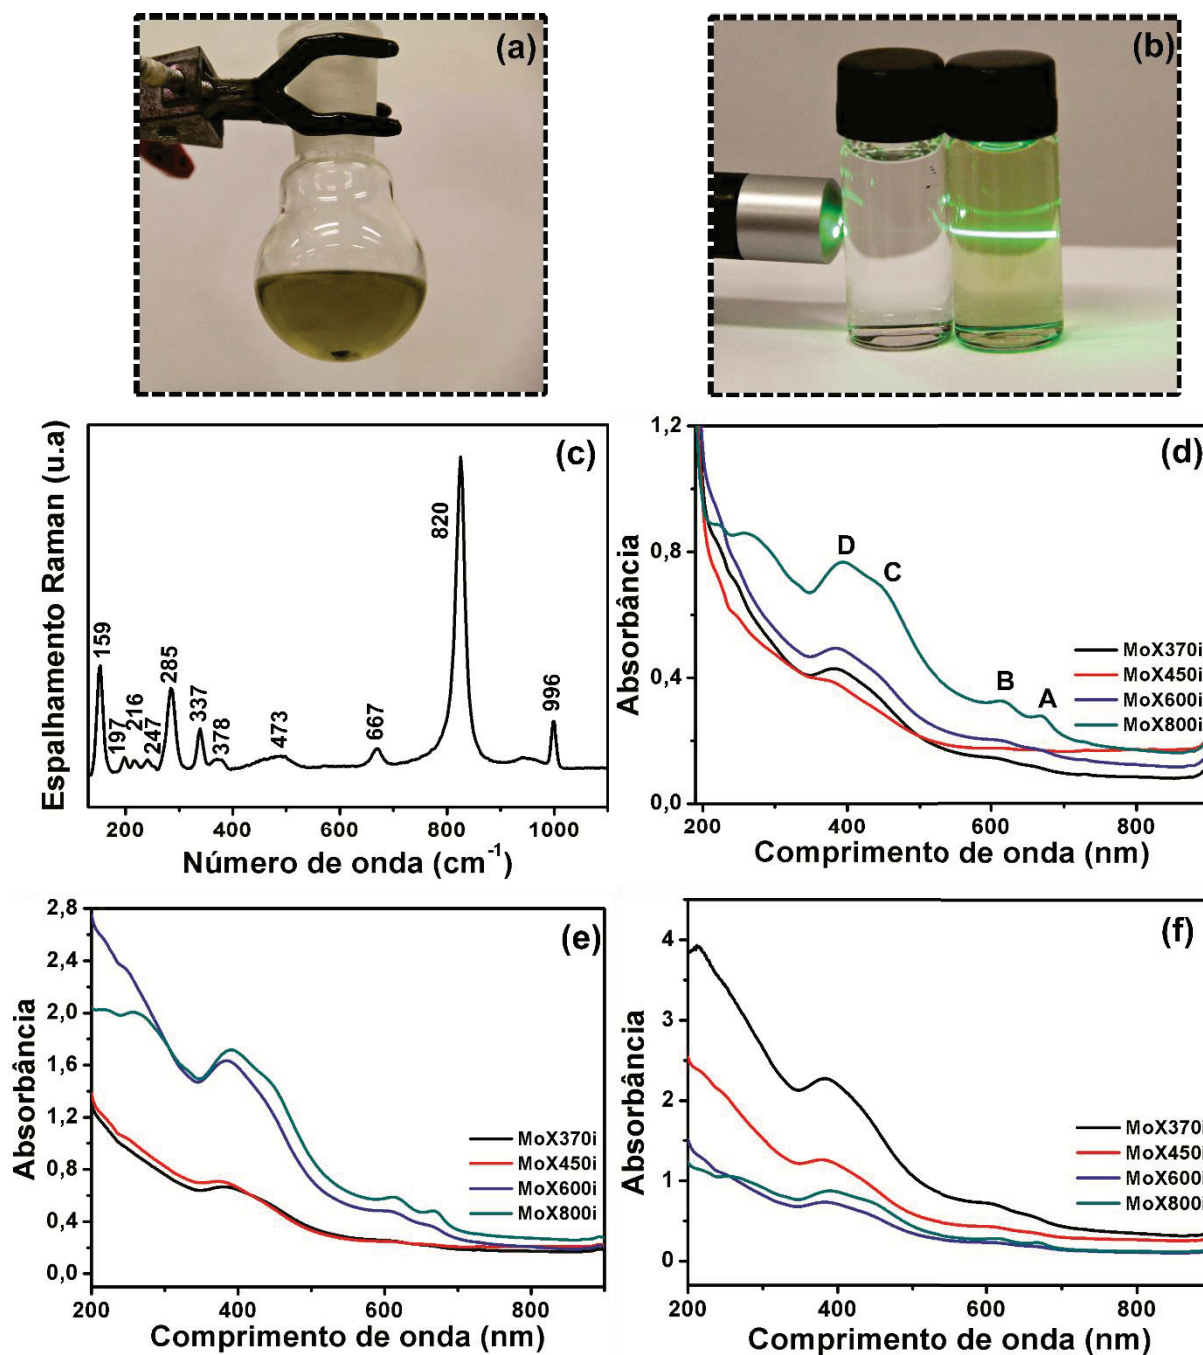 (a)
(b)
(c)
Espalhamento Raman (u.a)
159
197
216
247
285
337
378
473
667
820
996
200 400 600 800 1000
Número de onda (cm⁻¹)
(d)
Absorbância
1,2
0,8
0,4
0,0
D
C
B
A
MoX370i
MoX450i
MoX600i
MoX800i
200 400 600 800
Comprimento de onda (nm)
(e)
Absorbância
2,8
2,4
2,0
1,6
1,2
0,8
0,4
0,0
MoX370i
MoX450i
MoX600i
MoX800i
200 400 600 800
Comprimento de onda (nm)
(f)
Absorbância
4
3
2
1
0
MoX370i
MoX450i
MoX600i
MoX800i
200 400 600 800
Comprimento de onda (nm)